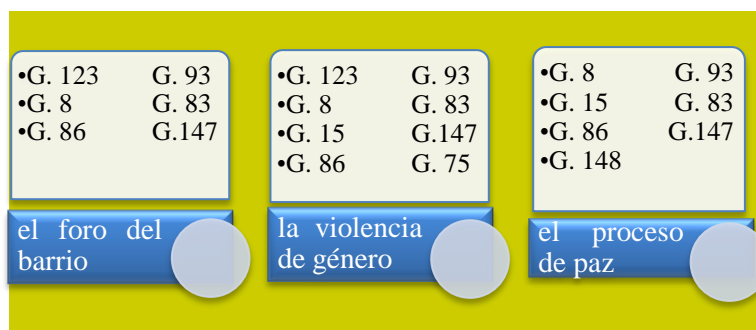 •G. 123 G. 93
•G. 8 G. 83
•G. 86 G.147
el foro del
barrio
•G. 123 G. 93
•G. 8 G. 83
•G. 15 G.147
•G. 86 G. 75
la violencia
de género
•G. 8 G. 93
•G. 15 G. 83
•G. 86 G.147
•G. 148
el proceso
de paz